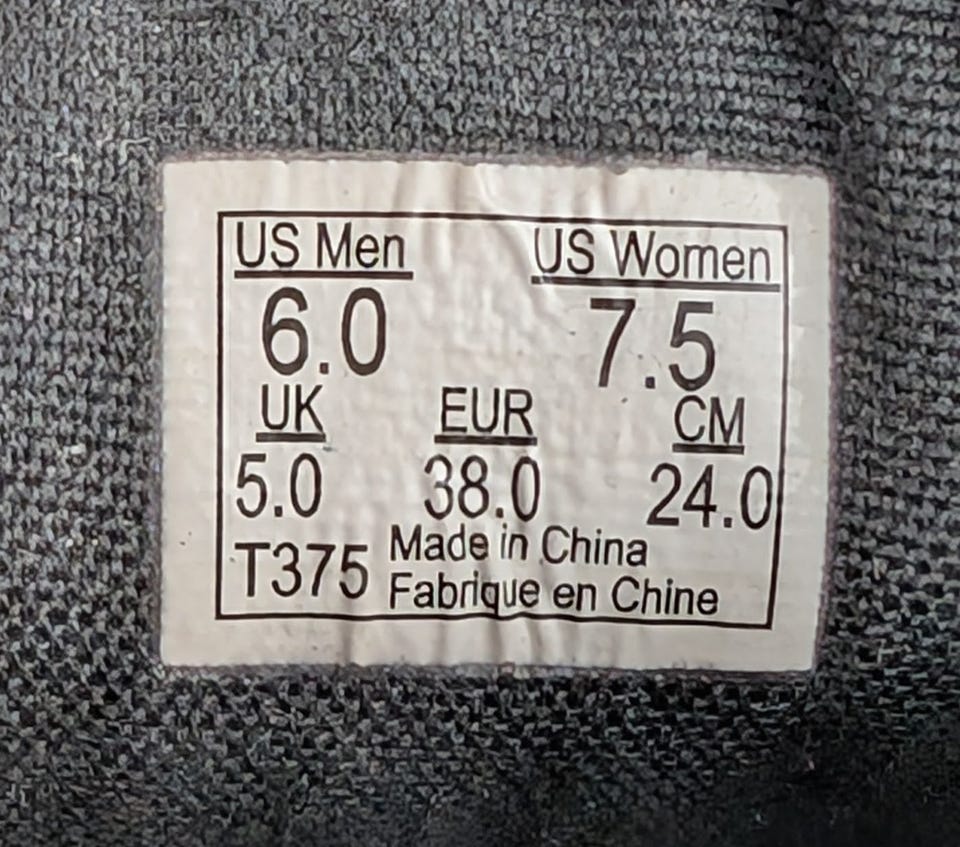 US Men US Women
6.0 7.5
UK EUR CM
5.0 38.0 24.0
T375 Made in China
Fabrique en Chine